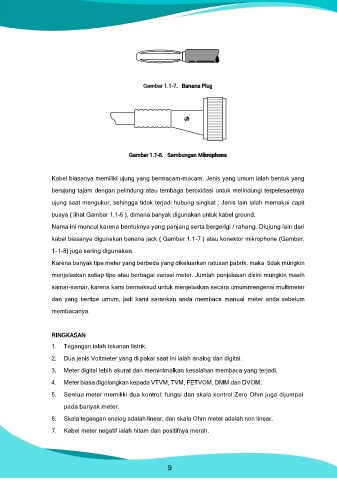 Gambar 1.1-7. Banana Plug
Gambar 1.1-8. Sambungan Mikrophone
Kabel biasanya memiliki ujung yang bermacam-macam. Jenis yang umum ialah bentuk yang
berujung tajam dengan pelindung atau tembaga beroxidasi untuk melindungi terpelesetnya
ujung saat mengukur, sehingga tidak terjadi hubung singkat : Jenis lain ialah memakai capit
buaya ( lihat Gambar 1.1-6 ), dimana banyak digunakan untuk kabel ground.
Nama ini muncul karena bentuknya yang panjang serta bergerigi / rahang. Diujung lain dari
kabel biasanya digunakan banana jack ( Gambar 1.1-7 ) atau konektor mikrophone (Gambar.
1-1-8) juga sering digunakan.
Karena banyak tipe meter yang berbeda yang dikeluarkan ratusan pabrik, maka tidak mungkin
menjelaskan setiap tipe atau berbagai variasi meter. Jumlah penjelasan disini mungkin masih
samar-samar, karena kami bermaksud untuk menjelaskan secara umummengenai multimeter
dan yang bertipe umum, jadi kami sarankan anda membaca manual meter anda sebelum
membacanya.
RINGKASAN
1. Tegangan ialah tekanan listrik.
2. Dua jenis Voltmeter yang di pakai saat ini ialah analog dan digital.
3. Meter digital lebih akurat dan meminimalkan kesalahan membaca yang terjadi.
4. Meter biasa digolongkan kepada VTVM, TVM, FETVOM, DMM dan DVOM.
5. Semua meter memiliki dua kontrol; fungsi dan skala kontrol Zero Ohm juga dijumpai
pada banyak meter.
6. Skala tegangan analog adalah linear, dan skala Ohm meter adalah non linear,
7. Kabel meter negatif ialah hitam dan positifnya merah.
9